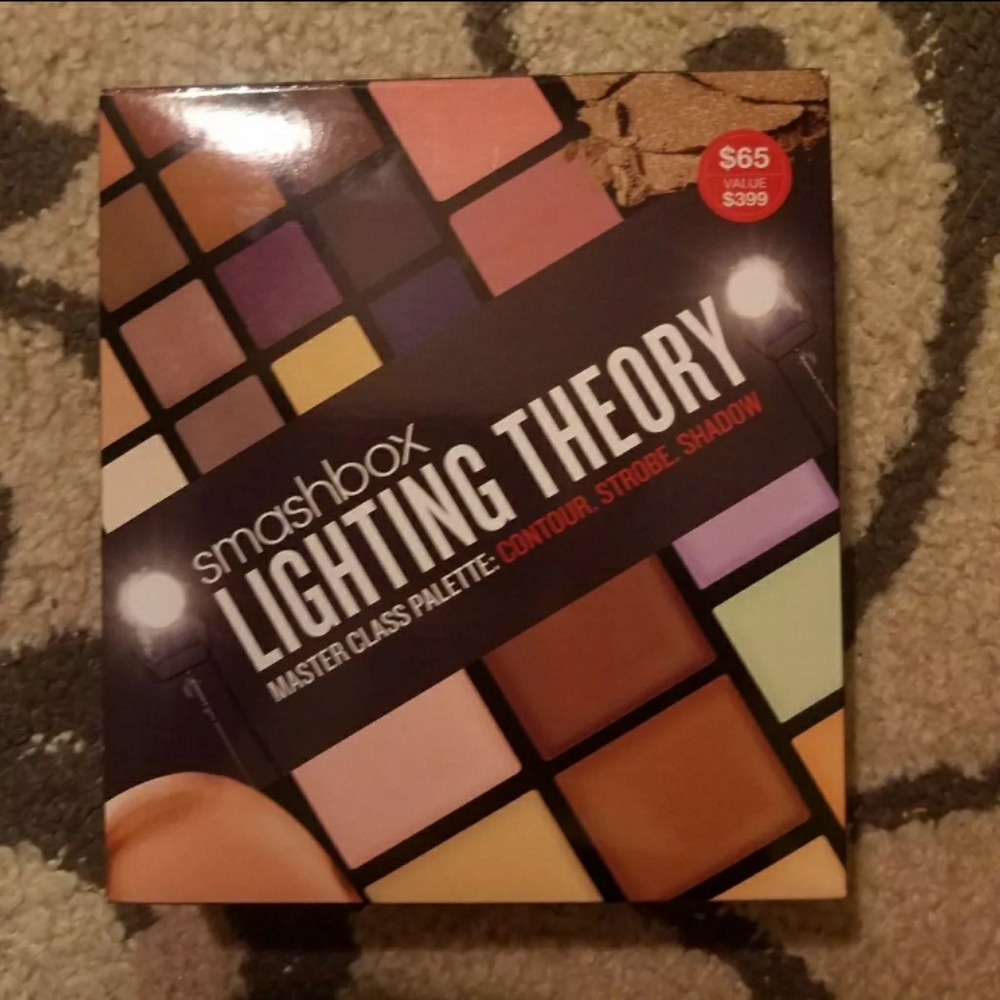 $65
VALUE
$399
smashbox
LIGHTING THEORY
MASTER CLASS PALETTE: CONTOUR. STROBE. SHADOW